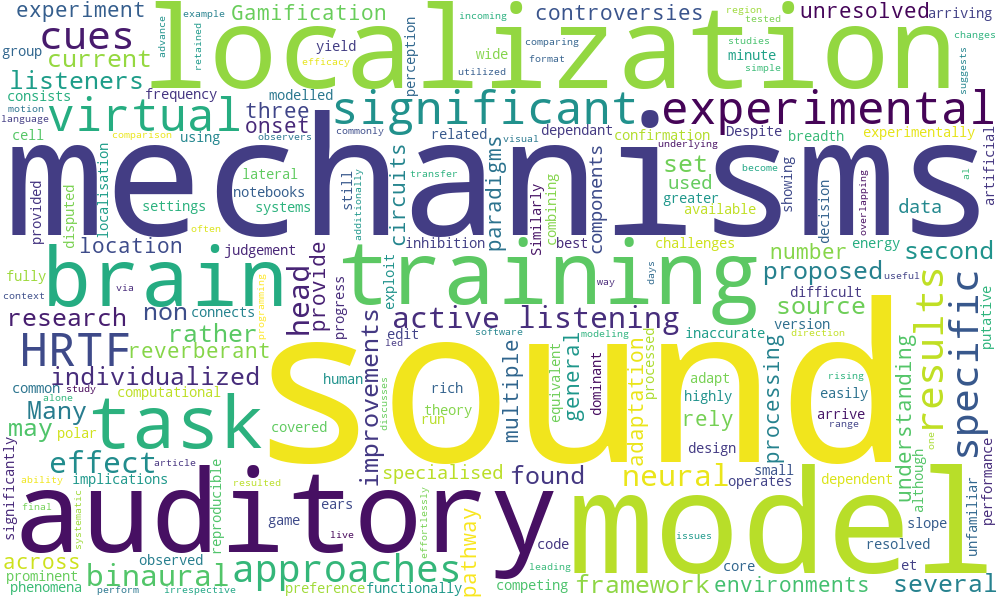 experiment
Gamification
controversies
unresolved
arriving
example
advance
retained
localization
incoming
comparing
format
utilized
region
tested
studies
simple
changes
suggests
group
cues
current
yield
efficacy
perception
wide
minute
listeners
consists
frequency
modelled
motion
language
virtual
three
onset
significant
experimental
cell
comparison
using
observers
commonly
related
visual
dependant
confirmation
underlying
Despite
breadth
experimentally
mechanisms
provided
disputed
localisation
lateral
notebooks
settings
systems
still
additionally
circuits
transfer
paradigms
similarly
combining
components
set
used
greater
available
become
showing
decision
data
overlapping
artificial
al
location
often
judgement
inhibition
best
challenges
number
energy
second
brain
training
fully
context
via
programming
head
provide
progress
exploit
days
way
proposed
useful
difficult
source
version
direction
research
non
connects
rather
active listening
edit
led
software
modeling
inaccurate
results
specific
putative
HRTF
reverberant
individualized
improvements
human
discusses
rich
theory
run
multiple
equivalent
general
dominant
adaptation
processed
adapt
highly
rely
processing
rising
easily
arrive
range
understanding
one
sound
common
study
alone
computational
Many
may
polar
task
covered
design
effect
article
implications
specialised
found
neural
small
operates
dependent
although
performance
unfamiliar
significantly
ability
resulted
final
systematic
reproducible
game
ears
live
effortlessly
pathway
code
issues
core
slope
resolved
et
auditory
model
across
prominent
phenomena
observed
perform
irrespective
binaural
approaches
preference
functionally
leading
competing
framework
environments
several